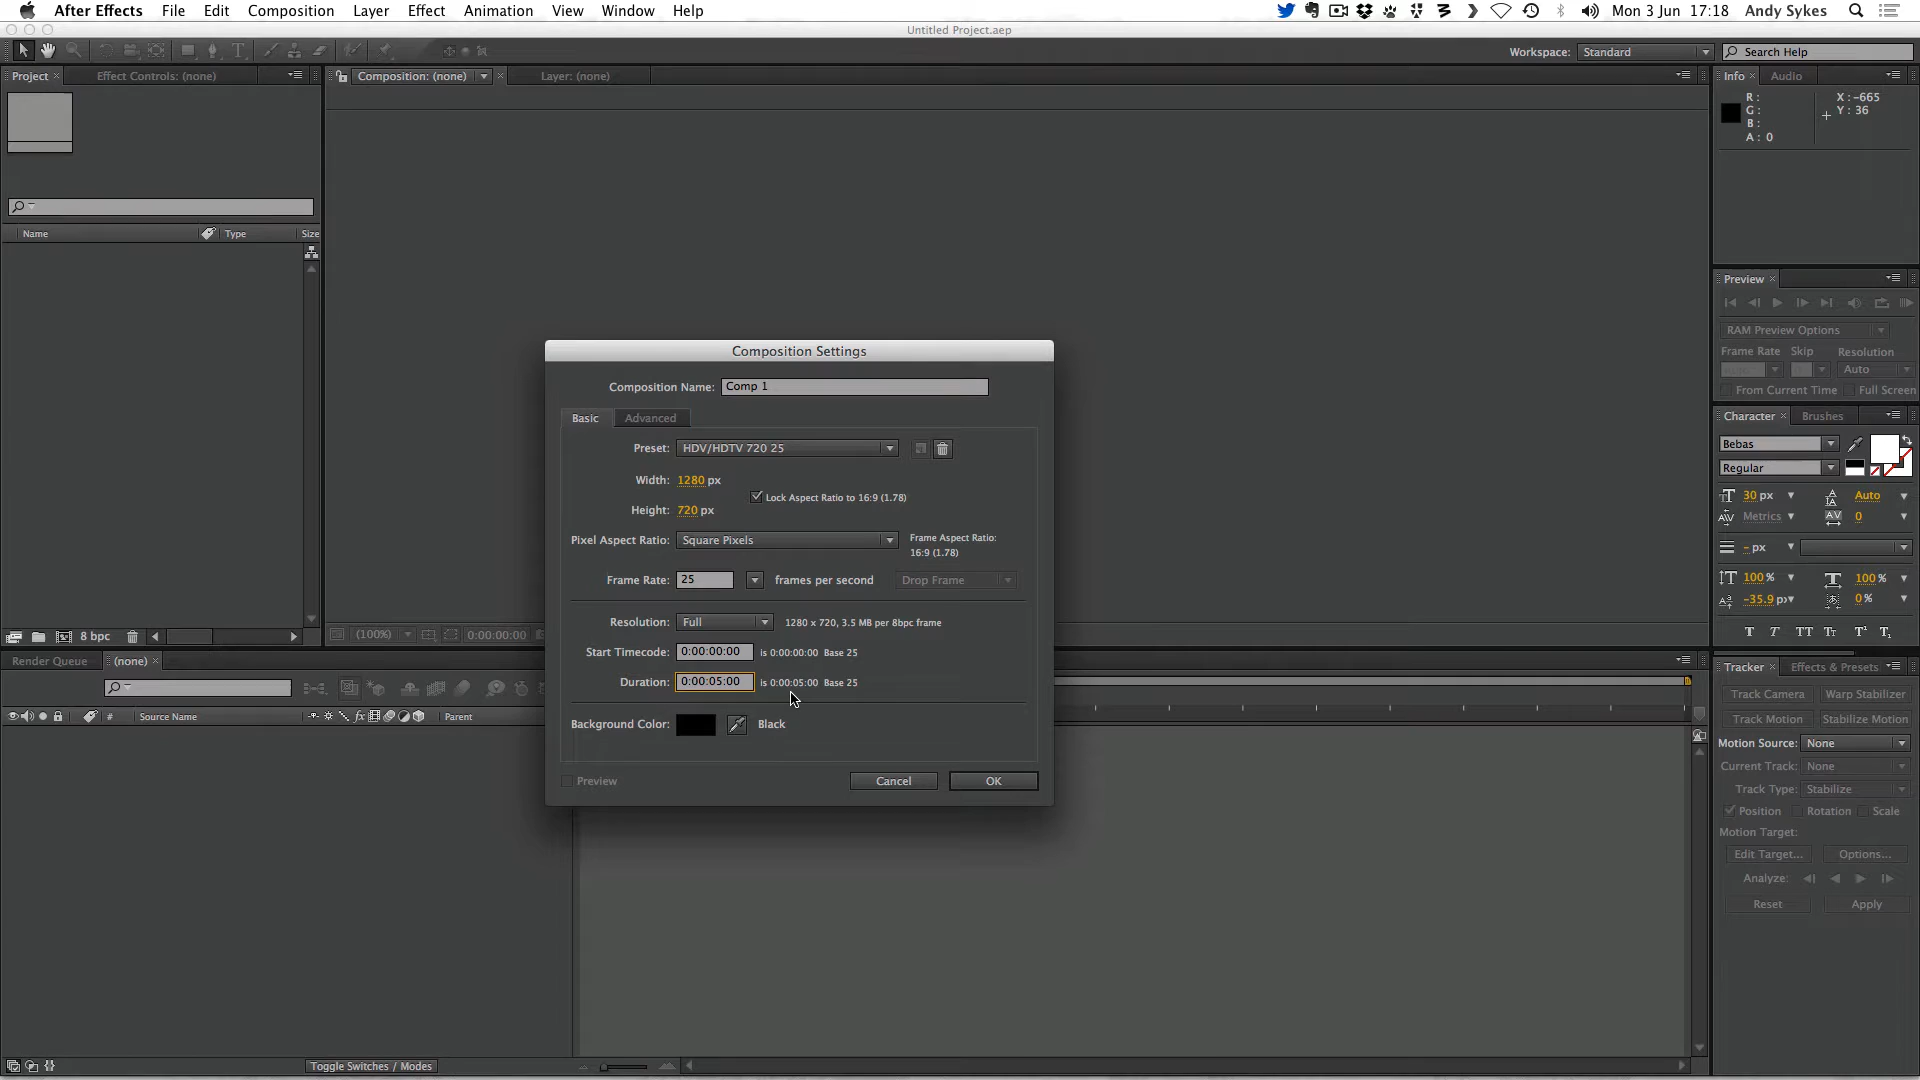 After Effects File Edit Composition Layer Effect Animation View Window Help Mon 3 Jun 17:18 Andy Sykes
Untitled Project.aep
Workspace: Standard Search Help
Project Effect Controls: (none) Composition: (none) Layer: (none) Info Audio
R: X: -665
G: Y: 36
B:
A: 0
Name Type Size
Preview
RAM Preview Options
Frame Rate Skip Resolution
Auto
From Current Time Full Screen
Composition Settings
Composition Name: Comp 1
Basic Advanced
Preset: HDV/HDTV 720 25
Width: 1280 px
Lock Aspect Ratio to 16:9 (1.78)
Height: 720 px
Pixel Aspect Ratio: Square Pixels Frame Aspect Ratio:
16:9 (1.78)
Frame Rate: 25 frames per second Drop Frame
Resolution: Full 1280 x 720, 3.5 MB per 8bpc frame
Start Timecode: 0:00:00:00 is 0:00:00:00 Base 25
Duration: 0:00:05:00 is 0:00:05:00 Base 25
Background Color: Black
Preview Cancel OK
Character Brushes
Bebas
Regular
30 px Auto
Metrics 0
- px
100 % 100 %
-35.9 px 0 %
T T TT Tt T¹ T₁
8 bpc (100%) 0:00:00:00
Render Queue (none)
# Source Name Parent
Toggle Switches / Modes
Tracker Effects & Presets
Track Camera Warp Stabilizer
Track Motion Stabilize Motion
Motion Source: None
Current Track: None
Track Type: Stabilize
Position Rotation Scale
Motion Target:
Edit Target... Options...
Analyze:
Reset Apply